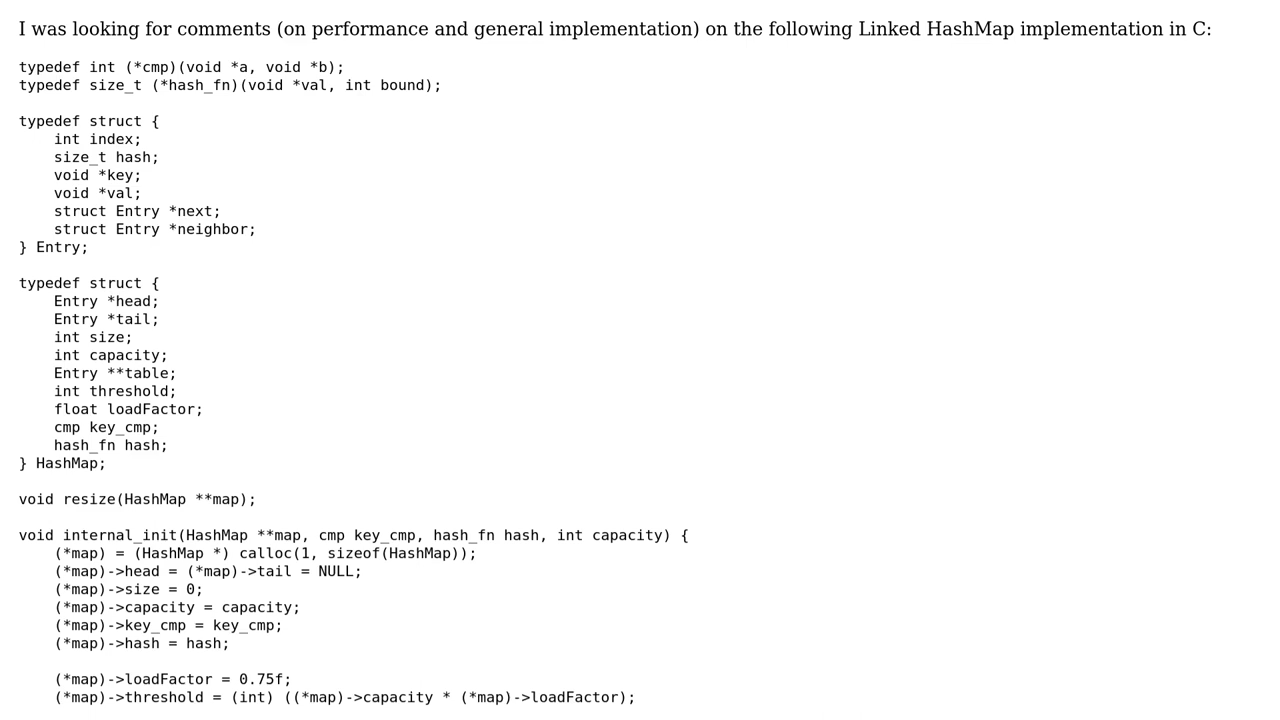 I was looking for comments (on performance and general implementation) on the following Linked HashMap implementation in C:
typedef int (*cmp)(void *a, void *b);
typedef size_t (*hash_fn)(void *val, int bound);
typedef struct {
    int index;
    size_t hash;
    void *key;
    void *val;
    struct Entry *next;
    struct Entry *neighbor;
} Entry;
typedef struct {
    Entry *head;
    Entry *tail;
    int size;
    int capacity;
    Entry **table;
    int threshold;
    float loadFactor;
    cmp key_cmp;
    hash_fn hash;
} HashMap;
void resize(HashMap **map);
void internal_init(HashMap **map, cmp key_cmp, hash_fn hash, int capacity) {
    (*map) = (HashMap *) calloc(1, sizeof(HashMap));
    (*map)->head = (*map)->tail = NULL;
    (*map)->size = 0;
    (*map)->capacity = capacity;
    (*map)->key_cmp = key_cmp;
    (*map)->hash = hash;
    (*map)->loadFactor = 0.75f;
    (*map)->threshold = (int) ((*map)->capacity * (*map)->loadFactor);